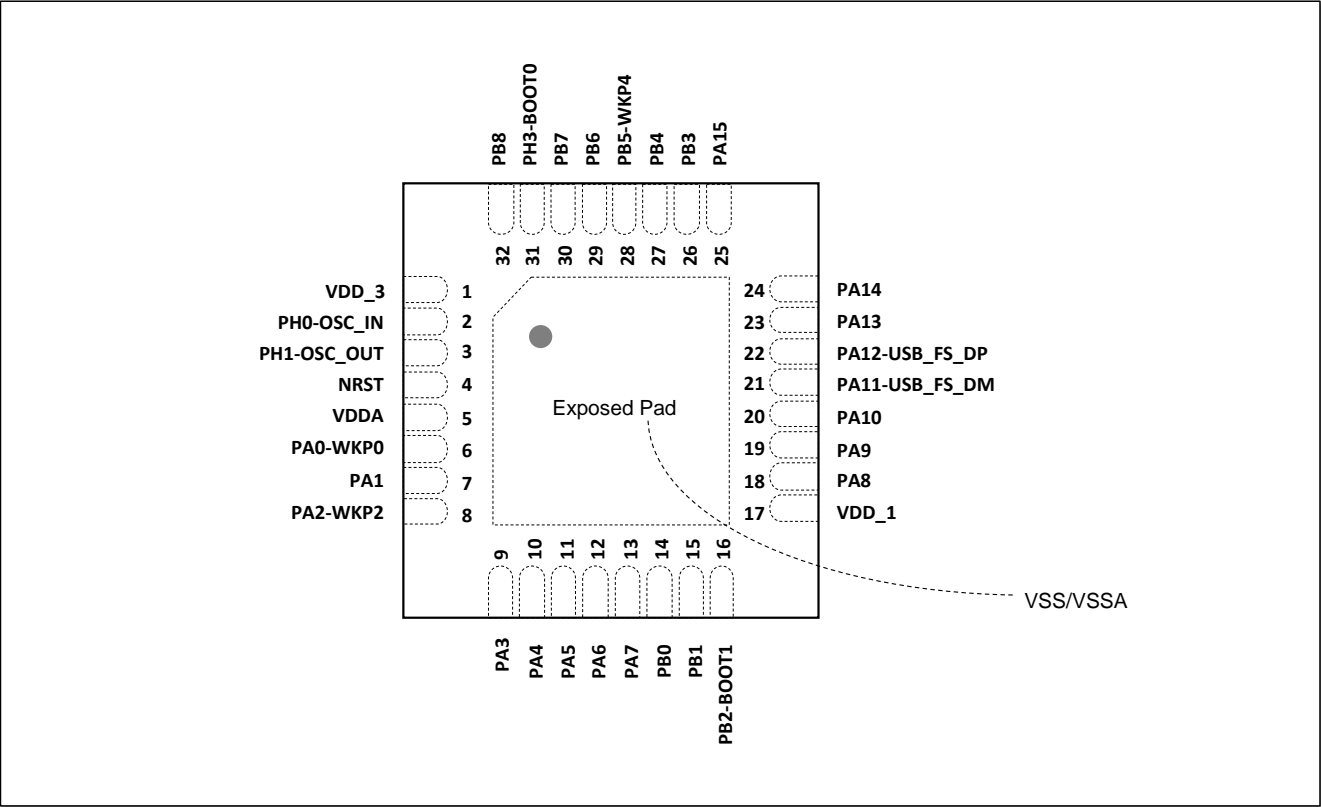 PB8
PH3-BOOT0
PB7
PB6
PB5-WKP4
PB4
PB3
PA15
32
31
30
29
28
27
26
25
VDD_3 1
PH0-OSC_IN 2
PH1-OSC_OUT 3
NRST 4
VDDA 5
PA0-WKP0 6
PA1 7
PA2-WKP2 8
24 PA14
23 PA13
22 PA12-USB_FS_DP
21 PA11-USB_FS_DM
20 PA10
19 PA9
18 PA8
17 VDD_1
Exposed Pad
9
10
11
12
13
14
15
16
PA3
PA4
PA5
PA6
PA7
PB0
PB1
PB2-BOOT1
VSS/VSSA